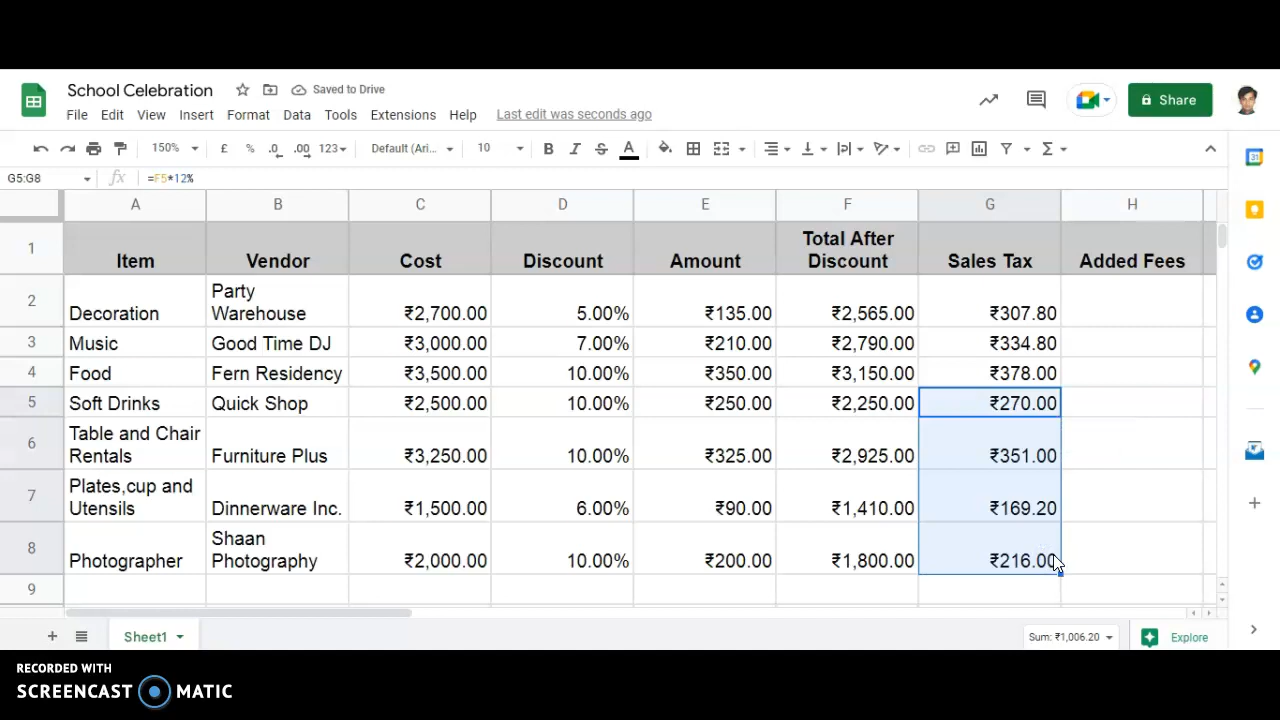 School Celebration Saved to Drive
File Edit View Insert Format Data Tools Extensions Help Last edit was seconds ago
Share
150% £ % .0 .00 123 Default (Ari... 10 B I S A Σ
G5:G8 fx =F5*12%
A B C D E F G H
1 Item Vendor Cost Discount Amount Total After Discount Sales Tax Added Fees
2 Decoration Party Warehouse ₹2,700.00 5.00% ₹135.00 ₹2,565.00 ₹307.80
3 Music Good Time DJ ₹3,000.00 7.00% ₹210.00 ₹2,790.00 ₹334.80
4 Food Fern Residency ₹3,500.00 10.00% ₹350.00 ₹3,150.00 ₹378.00
5 Soft Drinks Quick Shop ₹2,500.00 10.00% ₹250.00 ₹2,250.00 ₹270.00
6 Table and Chair Rentals Furniture Plus ₹3,250.00 10.00% ₹325.00 ₹2,925.00 ₹351.00
7 Plates,cup and Utensils Dinnerware Inc. ₹1,500.00 6.00% ₹90.00 ₹1,410.00 ₹169.20
8 Photographer Shaan Photography ₹2,000.00 10.00% ₹200.00 ₹1,800.00 ₹216.00
9
+ Sheet1 Sum: ₹1,006.20 Explore
RECORDED WITH
SCREENCAST MATIC